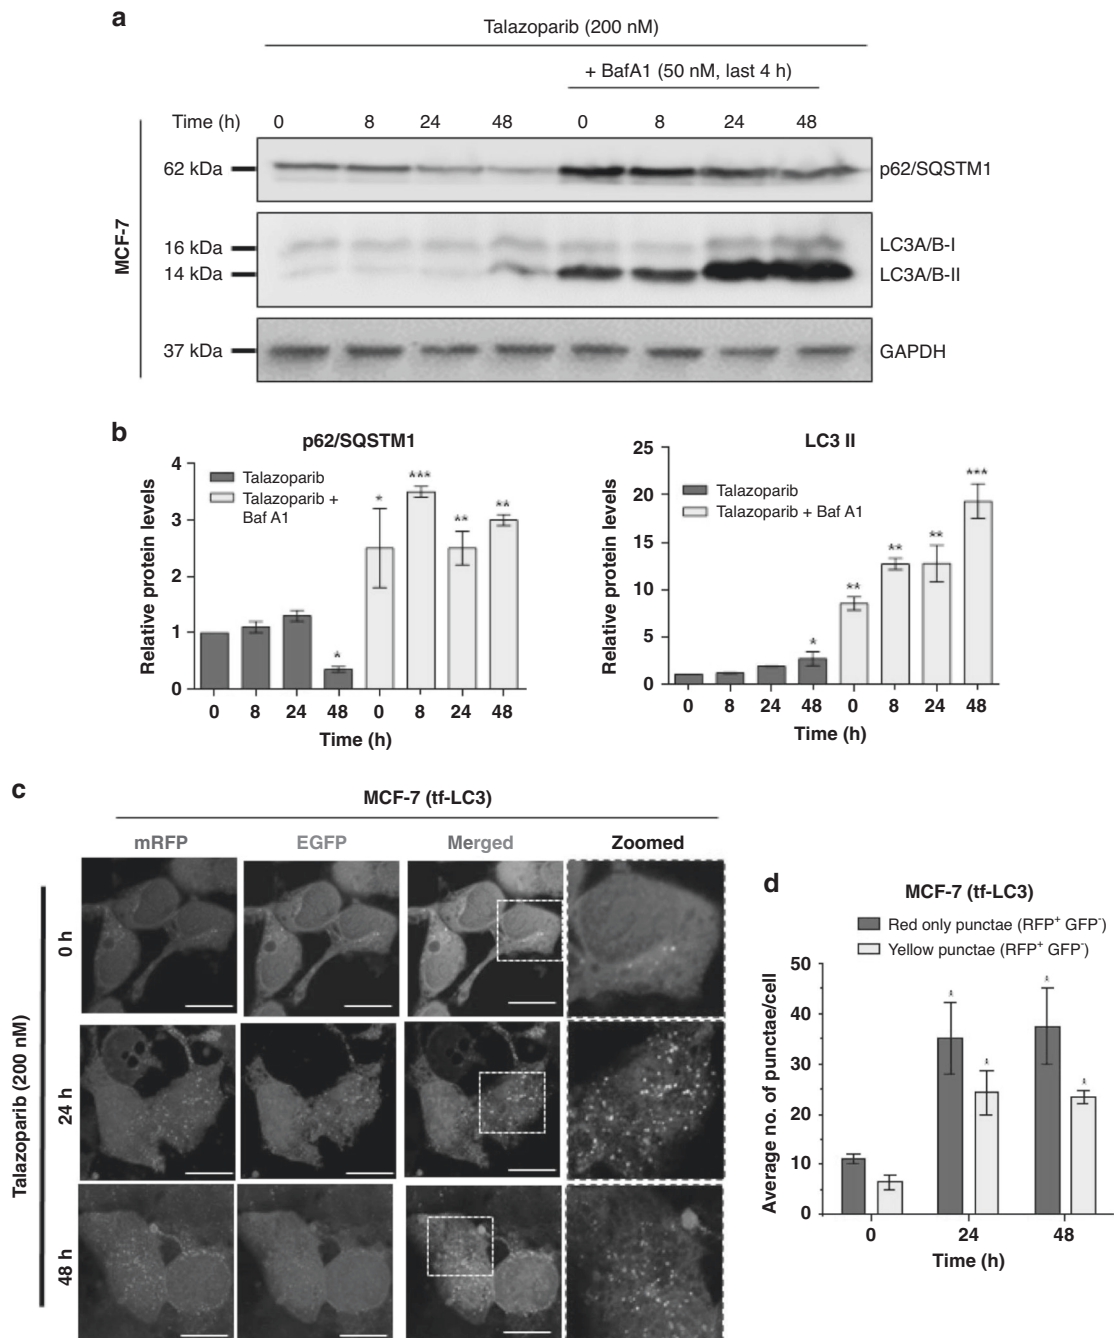 a
Talazoparib (200 nM)
+ BafA1 (50 nM, last 4 h)
Time (h) 0 8 24 48 0 8 24 48
MCF-7
62 kDa p62/SQSTM1
16 kDa LC3A/B-I
14 kDa LC3A/B-II
37 kDa GAPDH
b
p62/SQSTM1
Relative protein levels
4
3
2
1
0
Talazoparib
Talazoparib +
Baf A1
*
*
***
**
**
0 8 24 48 0 8 24 48
Time (h)
LC3 II
Relative protein levels
25
20
15
10
5
0
Talazoparib
Talazoparib + Baf A1
*
**
**
**
***
0 8 24 48 0 8 24 48
Time (h)
c
MCF-7 (tf-LC3)
mRFP EGFP Merged Zoomed
Talazoparib (200 nM)
0 h
24 h
48 h
d
MCF-7 (tf-LC3)
Red only punctae (RFP⁺ GFP⁻)
Yellow punctae (RFP⁺ GFP⁻)
Average no. of punctae/cell
50
40
30
20
10
0
*
*
*
*
0 24 48
Time (h)